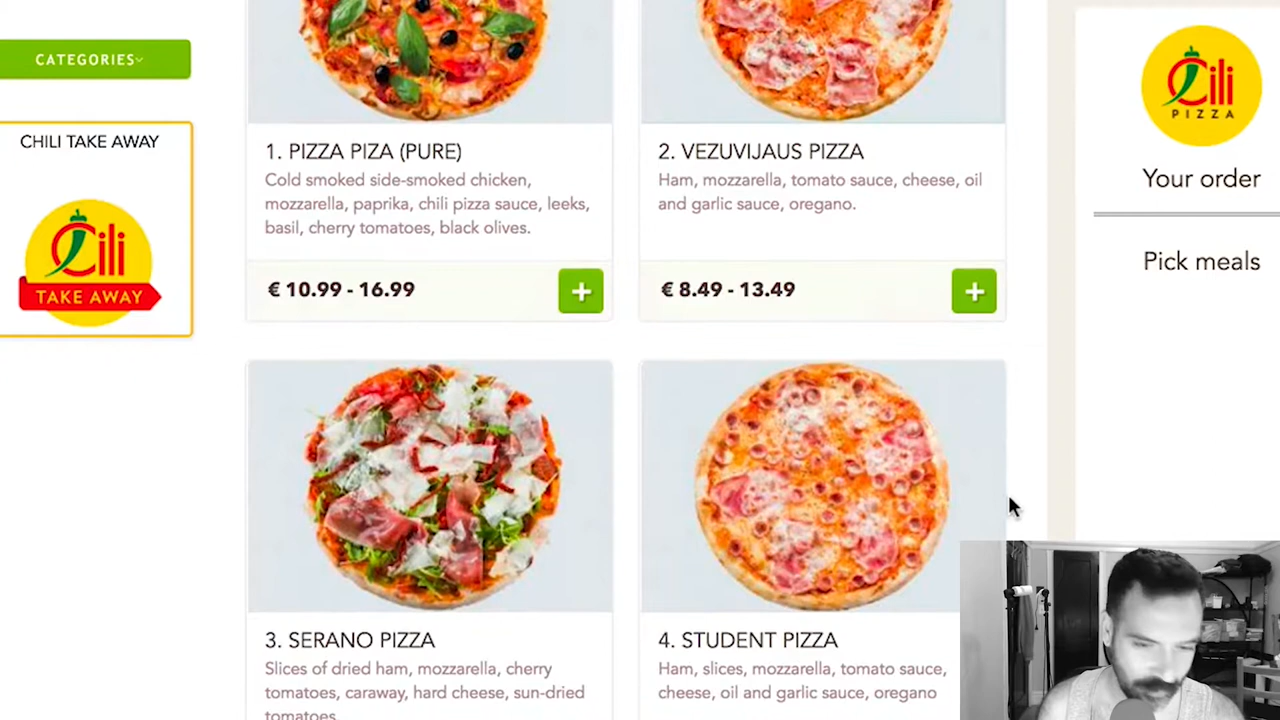 CATEGORIES
CHILI TAKE AWAY
Cili
TAKE AWAY
1. PIZZA PIZA (PURE)
Cold smoked side-smoked chicken,
mozzarella, paprika, chili pizza sauce, leeks,
basil, cherry tomatoes, black olives.
€ 10.99 - 16.99
+
2. VEZUVIJAUS PIZZA
Ham, mozzarella, tomato sauce, cheese, oil
and garlic sauce, oregano.
€ 8.49 - 13.49
+
3. SERANO PIZZA
Slices of dried ham, mozzarella, cherry
tomatoes, caraway, hard cheese, sun-dried
tomatoes.
4. STUDENT PIZZA
Ham, slices, mozzarella, tomato sauce,
cheese, oil and garlic sauce, oregano
Cili
PIZZA
Your order
Pick meals